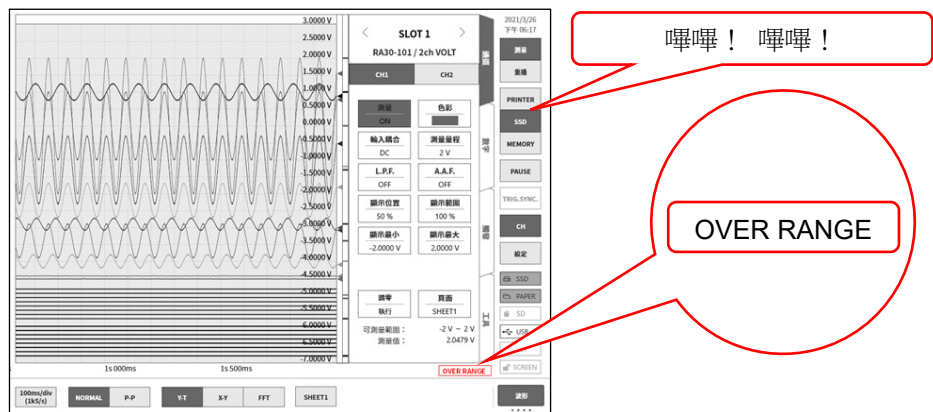 3.0000 V
2.5000 V
2.0000 V
1.5000 V
1.0000 V
0.5000 V
0.0000 V
-0.5000 V
-1.0000 V
-1.5000 V
-2.0000 V
-2.5000 V
-3.0000 V
-3.5000 V
-4.0000 V
-4.5000 V
-5.0000 V
-5.5000 V
-6.0000 V
-6.5000 V
-7.0000 V
1s000ms
1s500ms
SLOT 1
RA30-101 / 2ch VOLT
CH1
CH2
測量
ON
色彩
輸入耦合
DC
測量量程
2 V
L.P.F.
OFF
A.A.F.
OFF
顯示位置
50 %
顯示範圍
100 %
顯示最小
-2.0000 V
顯示最大
2.0000 V
調零
執行
頁面
SHEET1
可測量範圍：
-2 V ~ 2 V
測量值：
2.0479 V
OVER RANGE
數字
工具
2021/3/26
下午 06:17
測量
重播
PRINTER
SSD
MEMORY
PAUSE
TRIG.SYNC.
CH
設定
SSD
PAPER
SD
USB
SCREEN
100ms/div
(1kS/s)
NORMAL
P-P
Y-T
X-Y
FFT
SHEET1
波形
嗶嗶！ 嗶嗶！
OVER RANGE